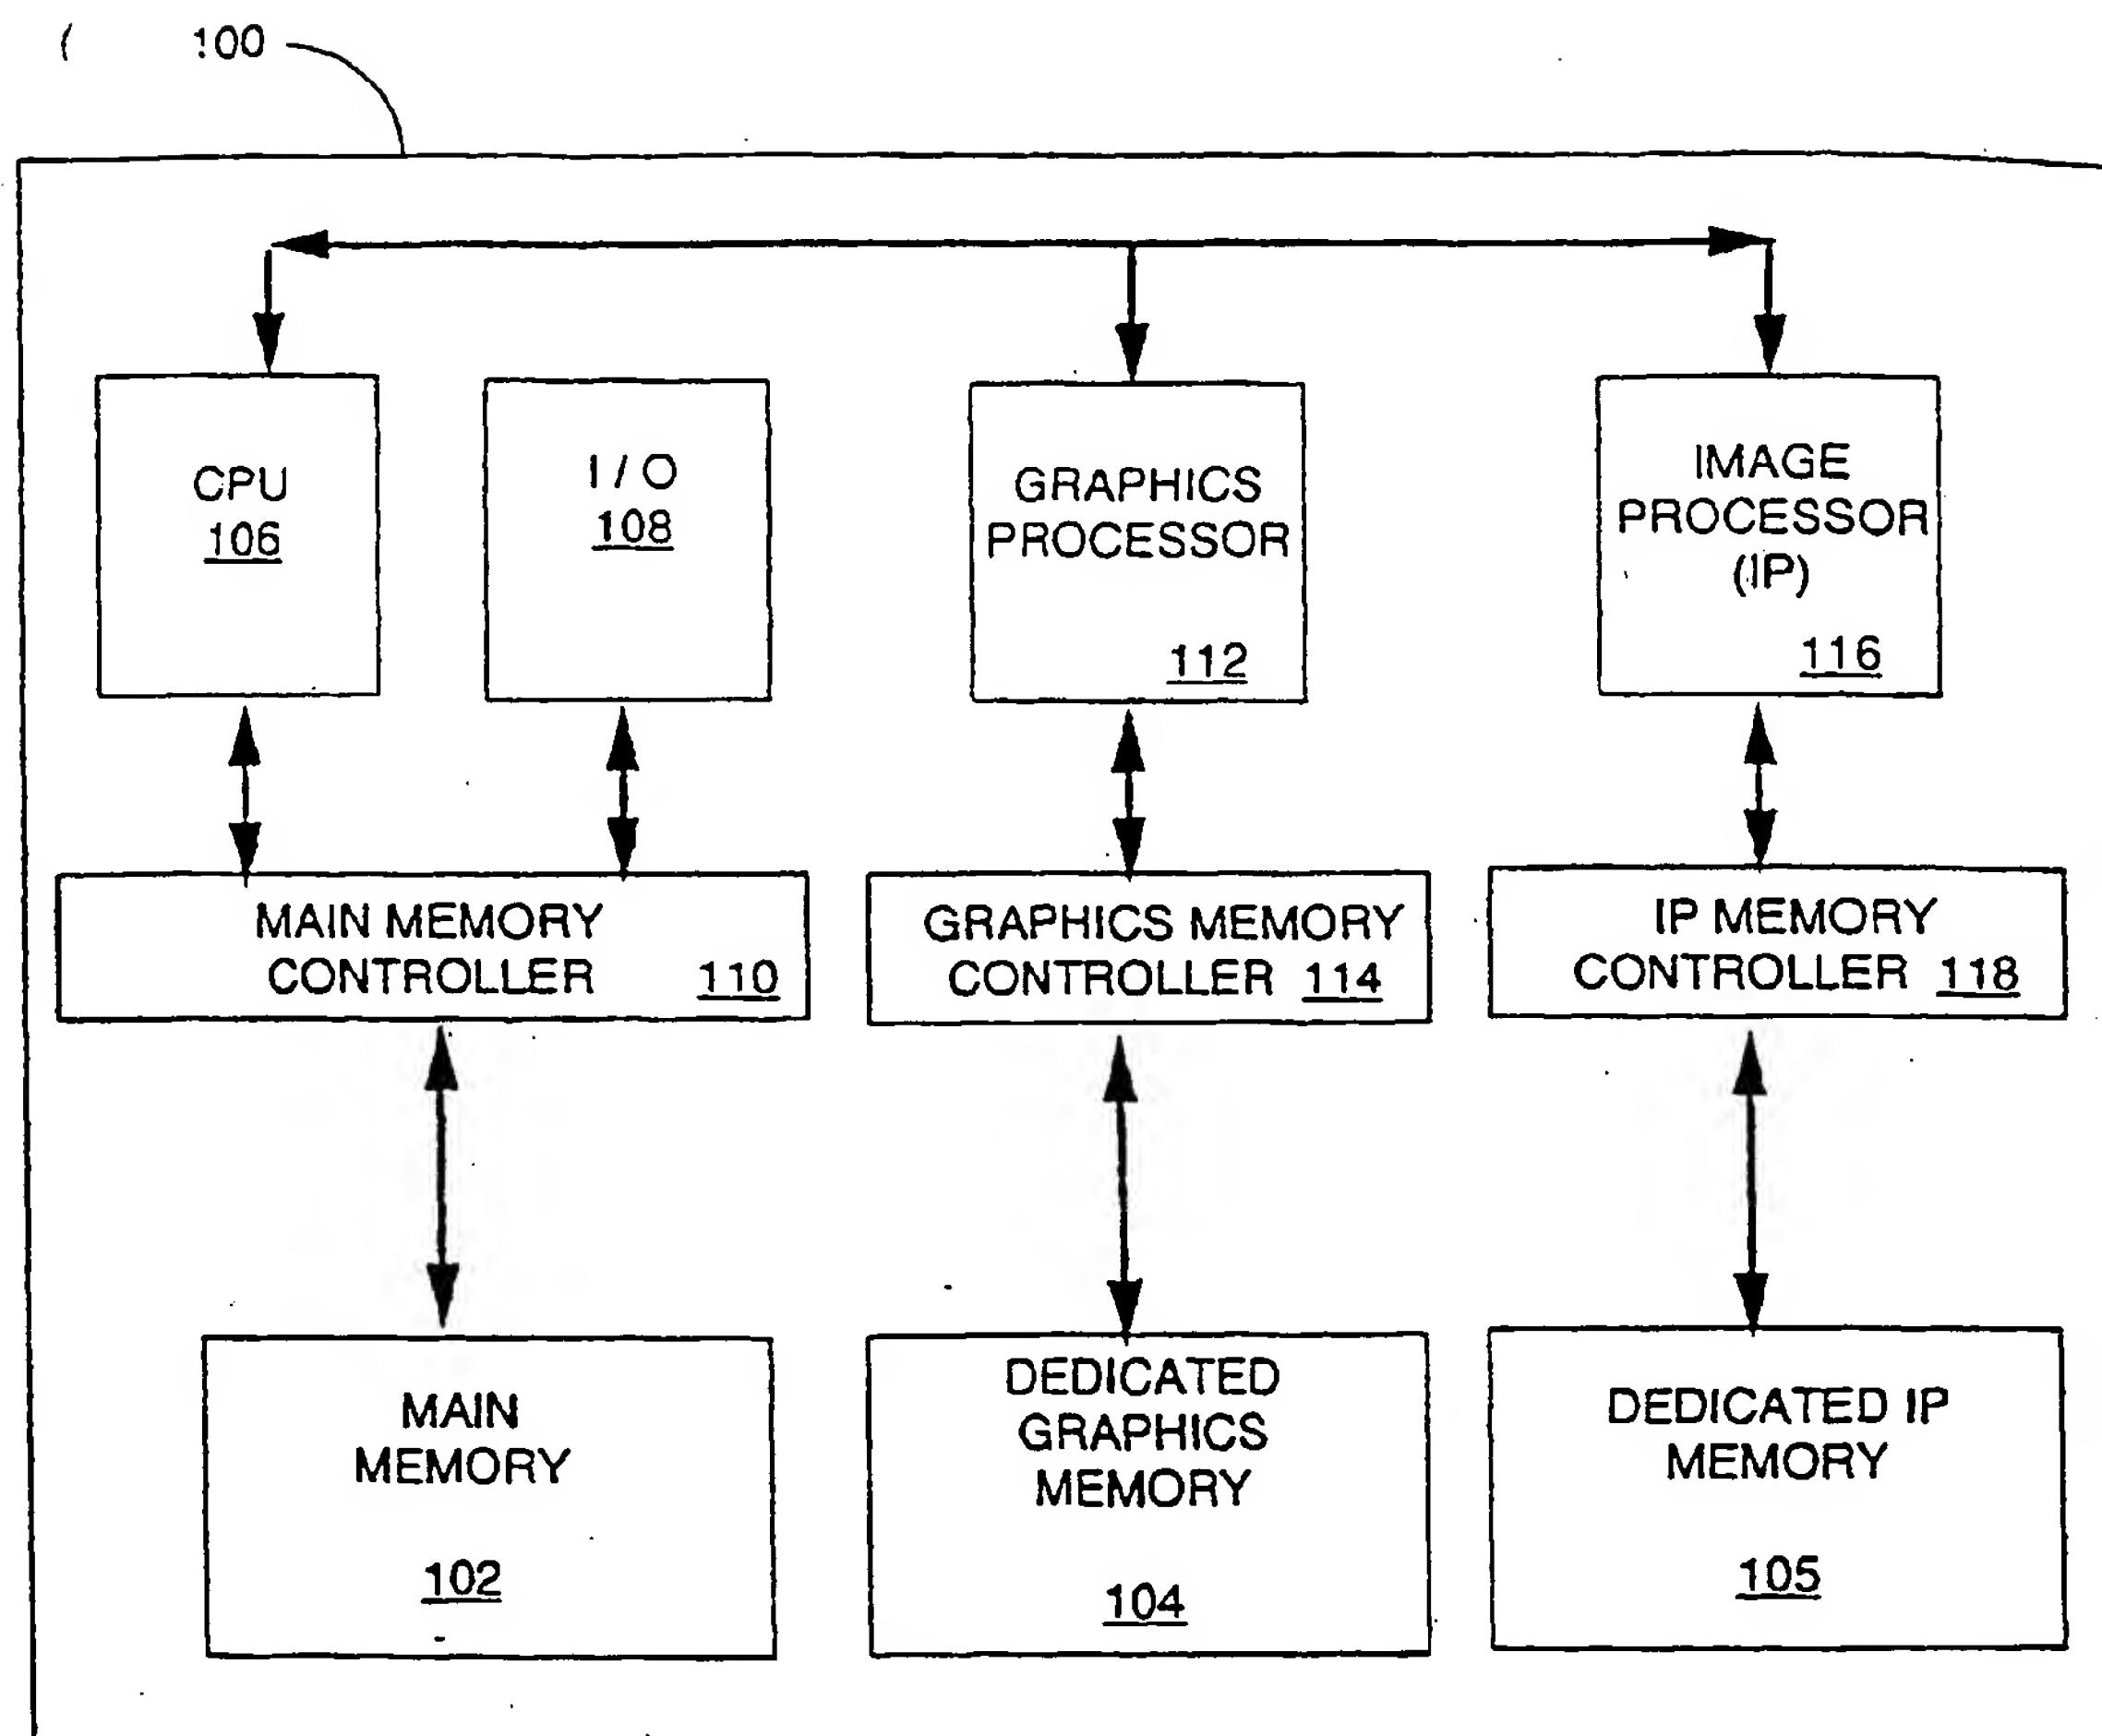 100
CPU
106
I / O
108
GRAPHICS
PROCESSOR
112
IMAGE
PROCESSOR
(IP)
116
MAIN MEMORY
CONTROLLER 110
GRAPHICS MEMORY
CONTROLLER 114
IP MEMORY
CONTROLLER 118
MAIN
MEMORY
102
DEDICATED
GRAPHICS
MEMORY
104
DEDICATED IP
MEMORY
105